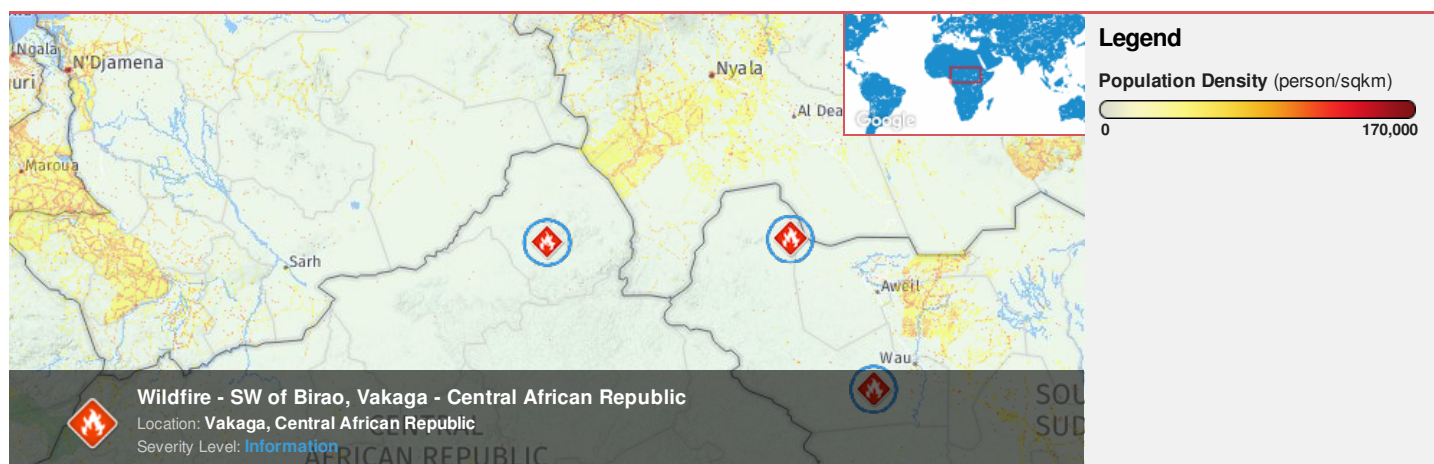 Ngala
N'Djamena
uri
Maroua
Sarh
Nyala
Al Dea
Aweil
Wau
Google
SOU
SUD
CENTRAL
AFRICAN REPUBLIC
Wildfire - SW of Birao, Vakaga - Central African Republic
Location: Vakaga, Central African Republic
Severity Level: Information
Legend
Population Density (person/sqkm)
0 170,000